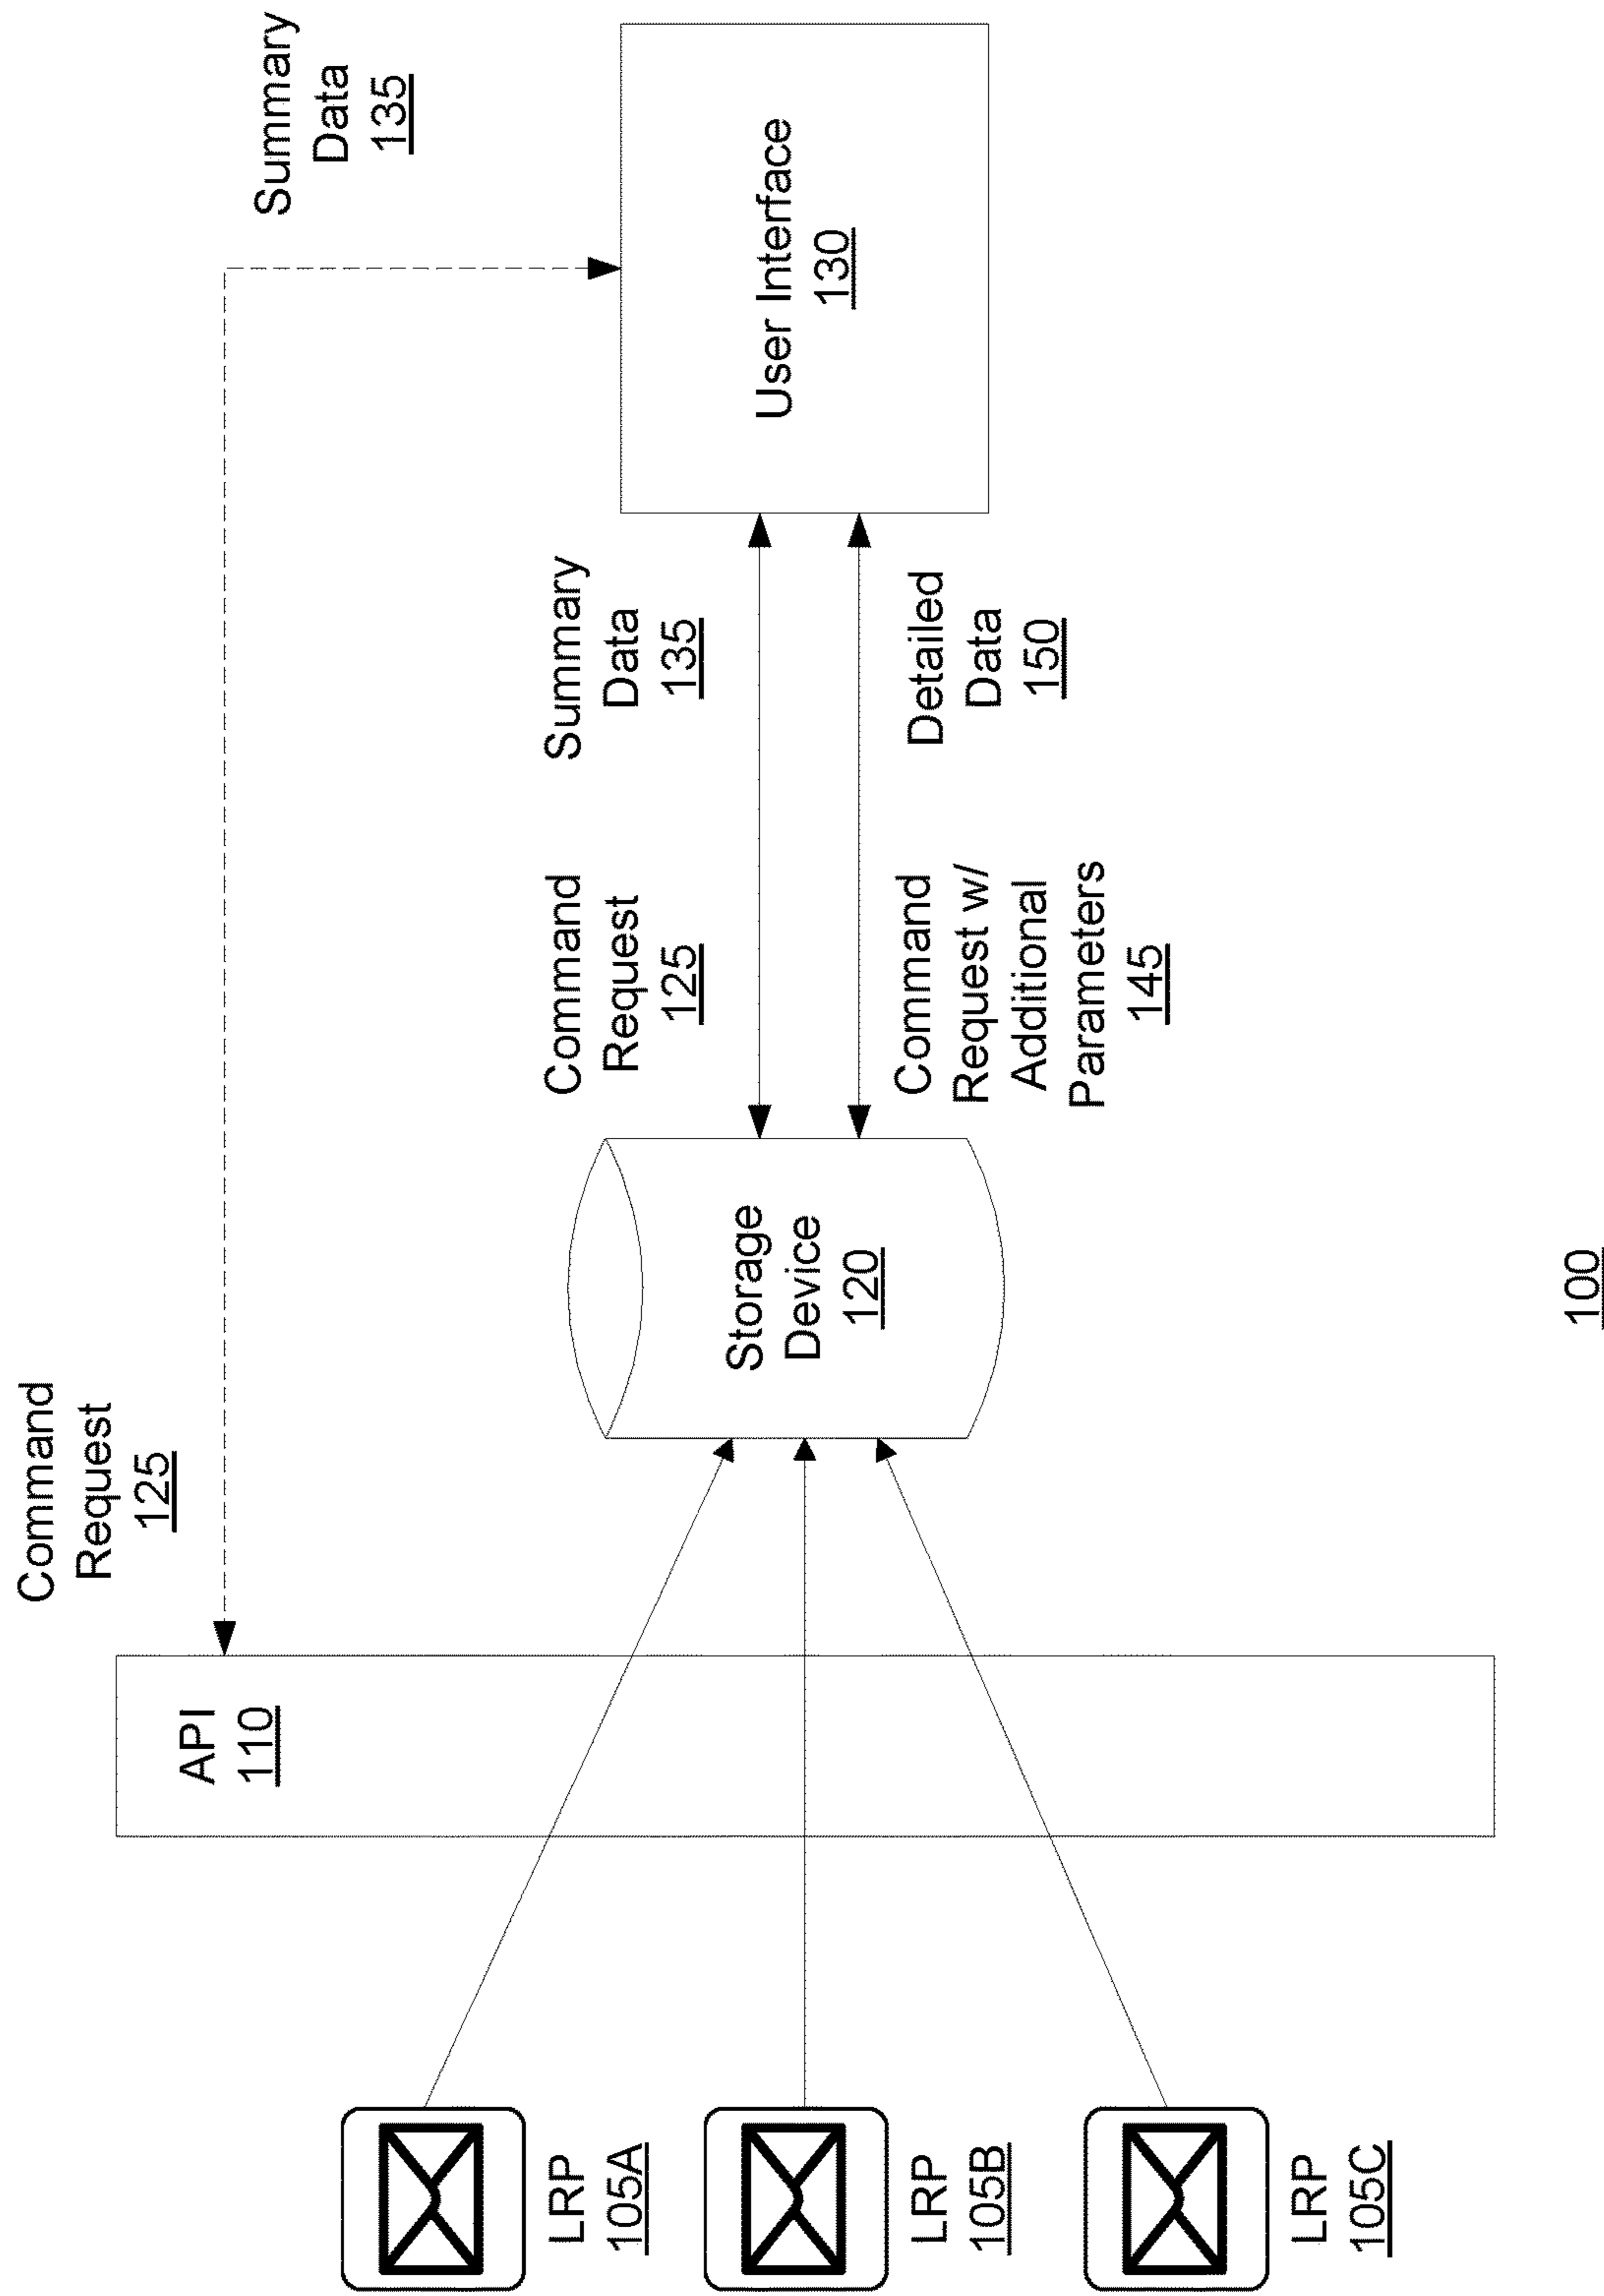 Command
Request
125
Summary
Data
135
API
110
LRP
105A
LRP
105B
LRP
105C
Storage
Device
120
Command
Request
125
Summary
Data
135
Command
Request w/
Additional
Parameters
145
Detailed
Data
150
User Interface
130
100